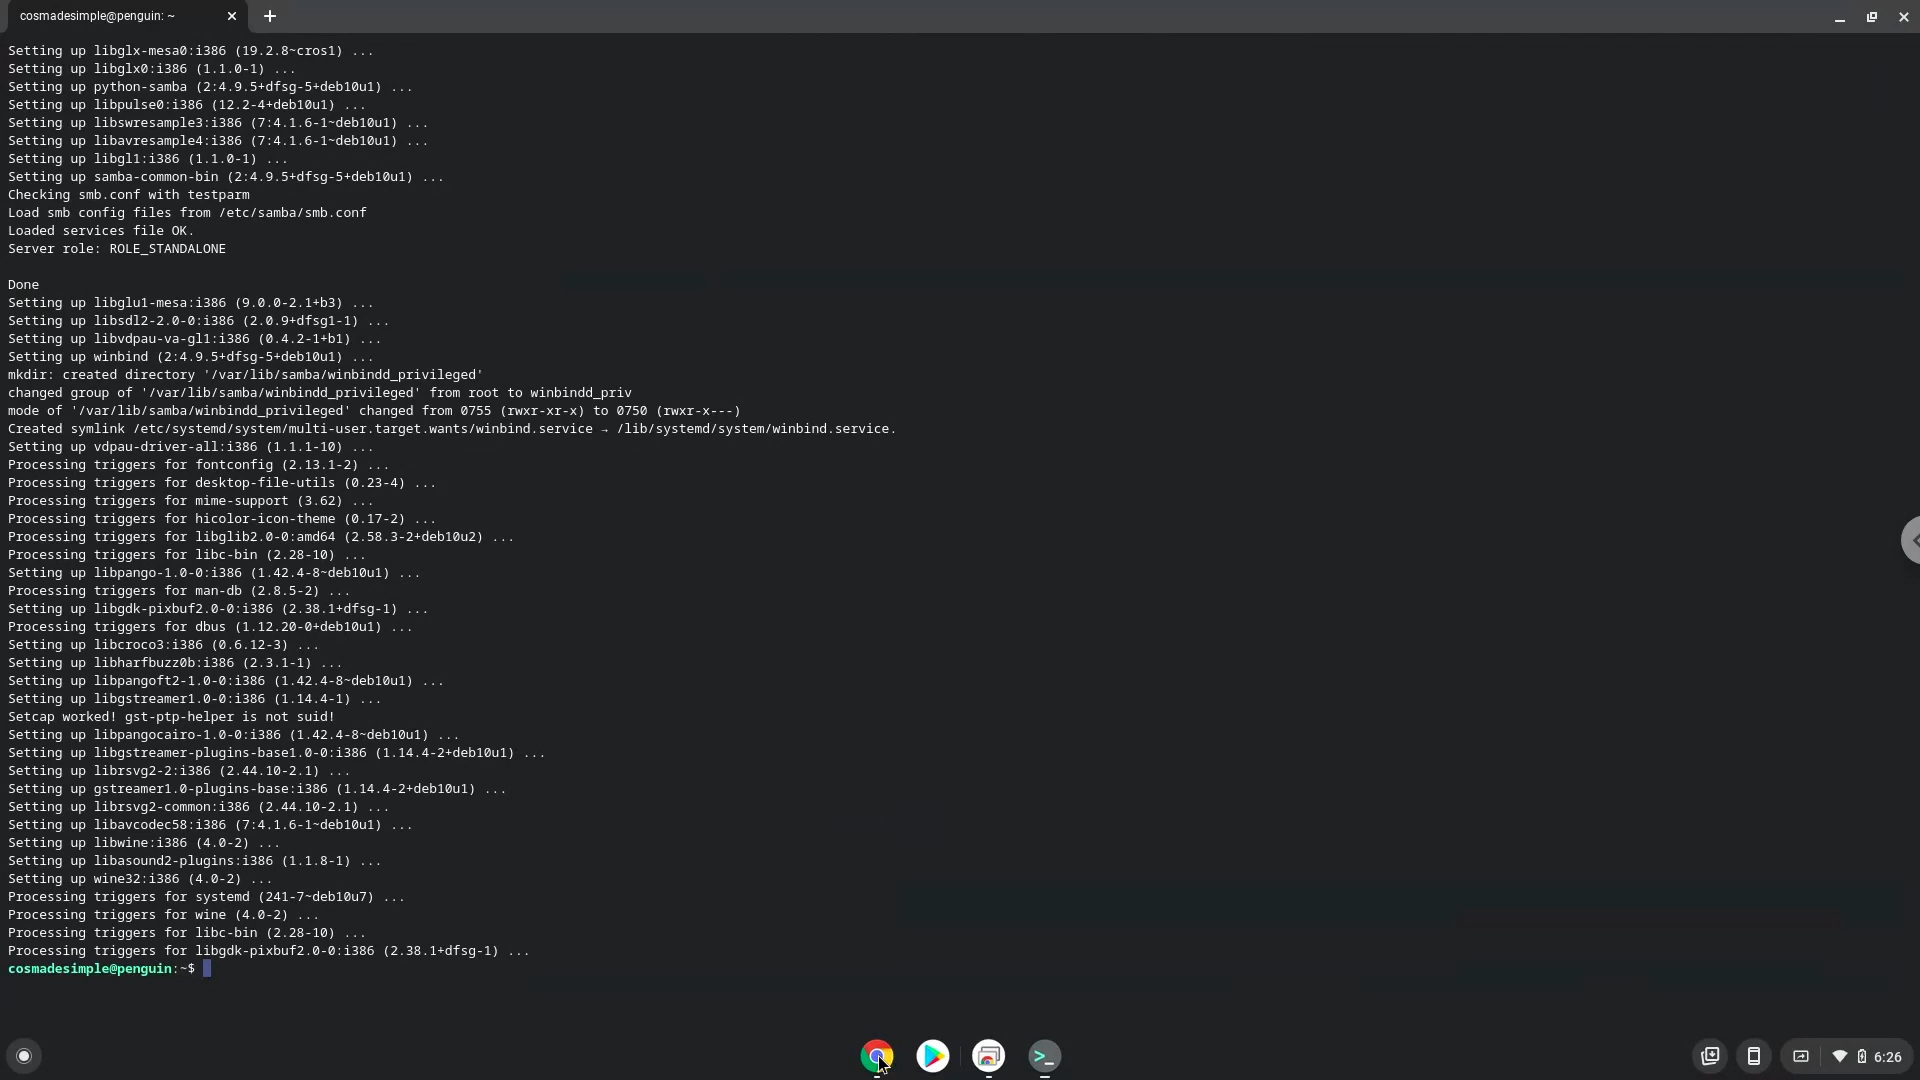 cosmadesimple@penguin: ~
Setting up libglx-mesa0:i386 (19.2.8~cros1) ...
Setting up libglx0:i386 (1.1.0-1) ...
Setting up python-samba (2:4.9.5+dfsg-5+deb10u1) ...
Setting up libpulse0:i386 (12.2-4+deb10u1) ...
Setting up libswresample3:i386 (7:4.1.6-1~deb10u1) ...
Setting up libavresample4:i386 (7:4.1.6-1~deb10u1) ...
Setting up libgl1:i386 (1.1.0-1) ...
Setting up samba-common-bin (2:4.9.5+dfsg-5+deb10u1) ...
Checking smb.conf with testparm
Load smb config files from /etc/samba/smb.conf
Loaded services file OK.
Server role: ROLE_STANDALONE
Done
Setting up libglu1-mesa:i386 (9.0.0-2.1+b3) ...
Setting up libsdl2-2.0-0:i386 (2.0.9+dfsg1-1) ...
Setting up libvdpau-va-gl1:i386 (0.4.2-1+b1) ...
Setting up winbind (2:4.9.5+dfsg-5+deb10u1) ...
mkdir: created directory '/var/lib/samba/winbindd_privileged'
changed group of '/var/lib/samba/winbindd_privileged' from root to winbindd_priv
mode of '/var/lib/samba/winbindd_privileged' changed from 0755 (rwxr-xr-x) to 0750 (rwxr-x---)
Created symlink /etc/systemd/system/multi-user.target.wants/winbind.service → /lib/systemd/system/winbind.service.
Setting up vdpau-driver-all:i386 (1.1.1-10) ...
Processing triggers for fontconfig (2.13.1-2) ...
Processing triggers for desktop-file-utils (0.23-4) ...
Processing triggers for mime-support (3.62) ...
Processing triggers for hicolor-icon-theme (0.17-2) ...
Processing triggers for libglib2.0-0:amd64 (2.58.3-2+deb10u2) ...
Processing triggers for libc-bin (2.28-10) ...
Setting up libpango-1.0-0:i386 (1.42.4-8~deb10u1) ...
Processing triggers for man-db (2.8.5-2) ...
Setting up libgdk-pixbuf2.0-0:i386 (2.38.1+dfsg-1) ...
Processing triggers for dbus (1.12.20-0+deb10u1) ...
Setting up libcroco3:i386 (0.6.12-3) ...
Setting up libharfbuzz0b:i386 (2.3.1-1) ...
Setting up libpangoft2-1.0-0:i386 (1.42.4-8~deb10u1) ...
Setting up libgstreamer1.0-0:i386 (1.14.4-1) ...
Setcap worked! gst-ptp-helper is not suid!
Setting up libpangocairo-1.0-0:i386 (1.42.4-8~deb10u1) ...
Setting up libgstreamer-plugins-base1.0-0:i386 (1.14.4-2+deb10u1) ...
Setting up librsvg2-2:i386 (2.44.10-2.1) ...
Setting up gstreamer1.0-plugins-base:i386 (1.14.4-2+deb10u1) ...
Setting up librsvg2-common:i386 (2.44.10-2.1) ...
Setting up libavcodec58:i386 (7:4.1.6-1~deb10u1) ...
Setting up libwine:i386 (4.0-2) ...
Setting up libasound2-plugins:i386 (1.1.8-1) ...
Setting up wine32:i386 (4.0-2) ...
Processing triggers for systemd (241-7~deb10u7) ...
Processing triggers for wine (4.0-2) ...
Processing triggers for libc-bin (2.28-10) ...
Processing triggers for libgdk-pixbuf2.0-0:i386 (2.38.1+dfsg-1) ...
cosmadesimple@penguin:~$
6:26